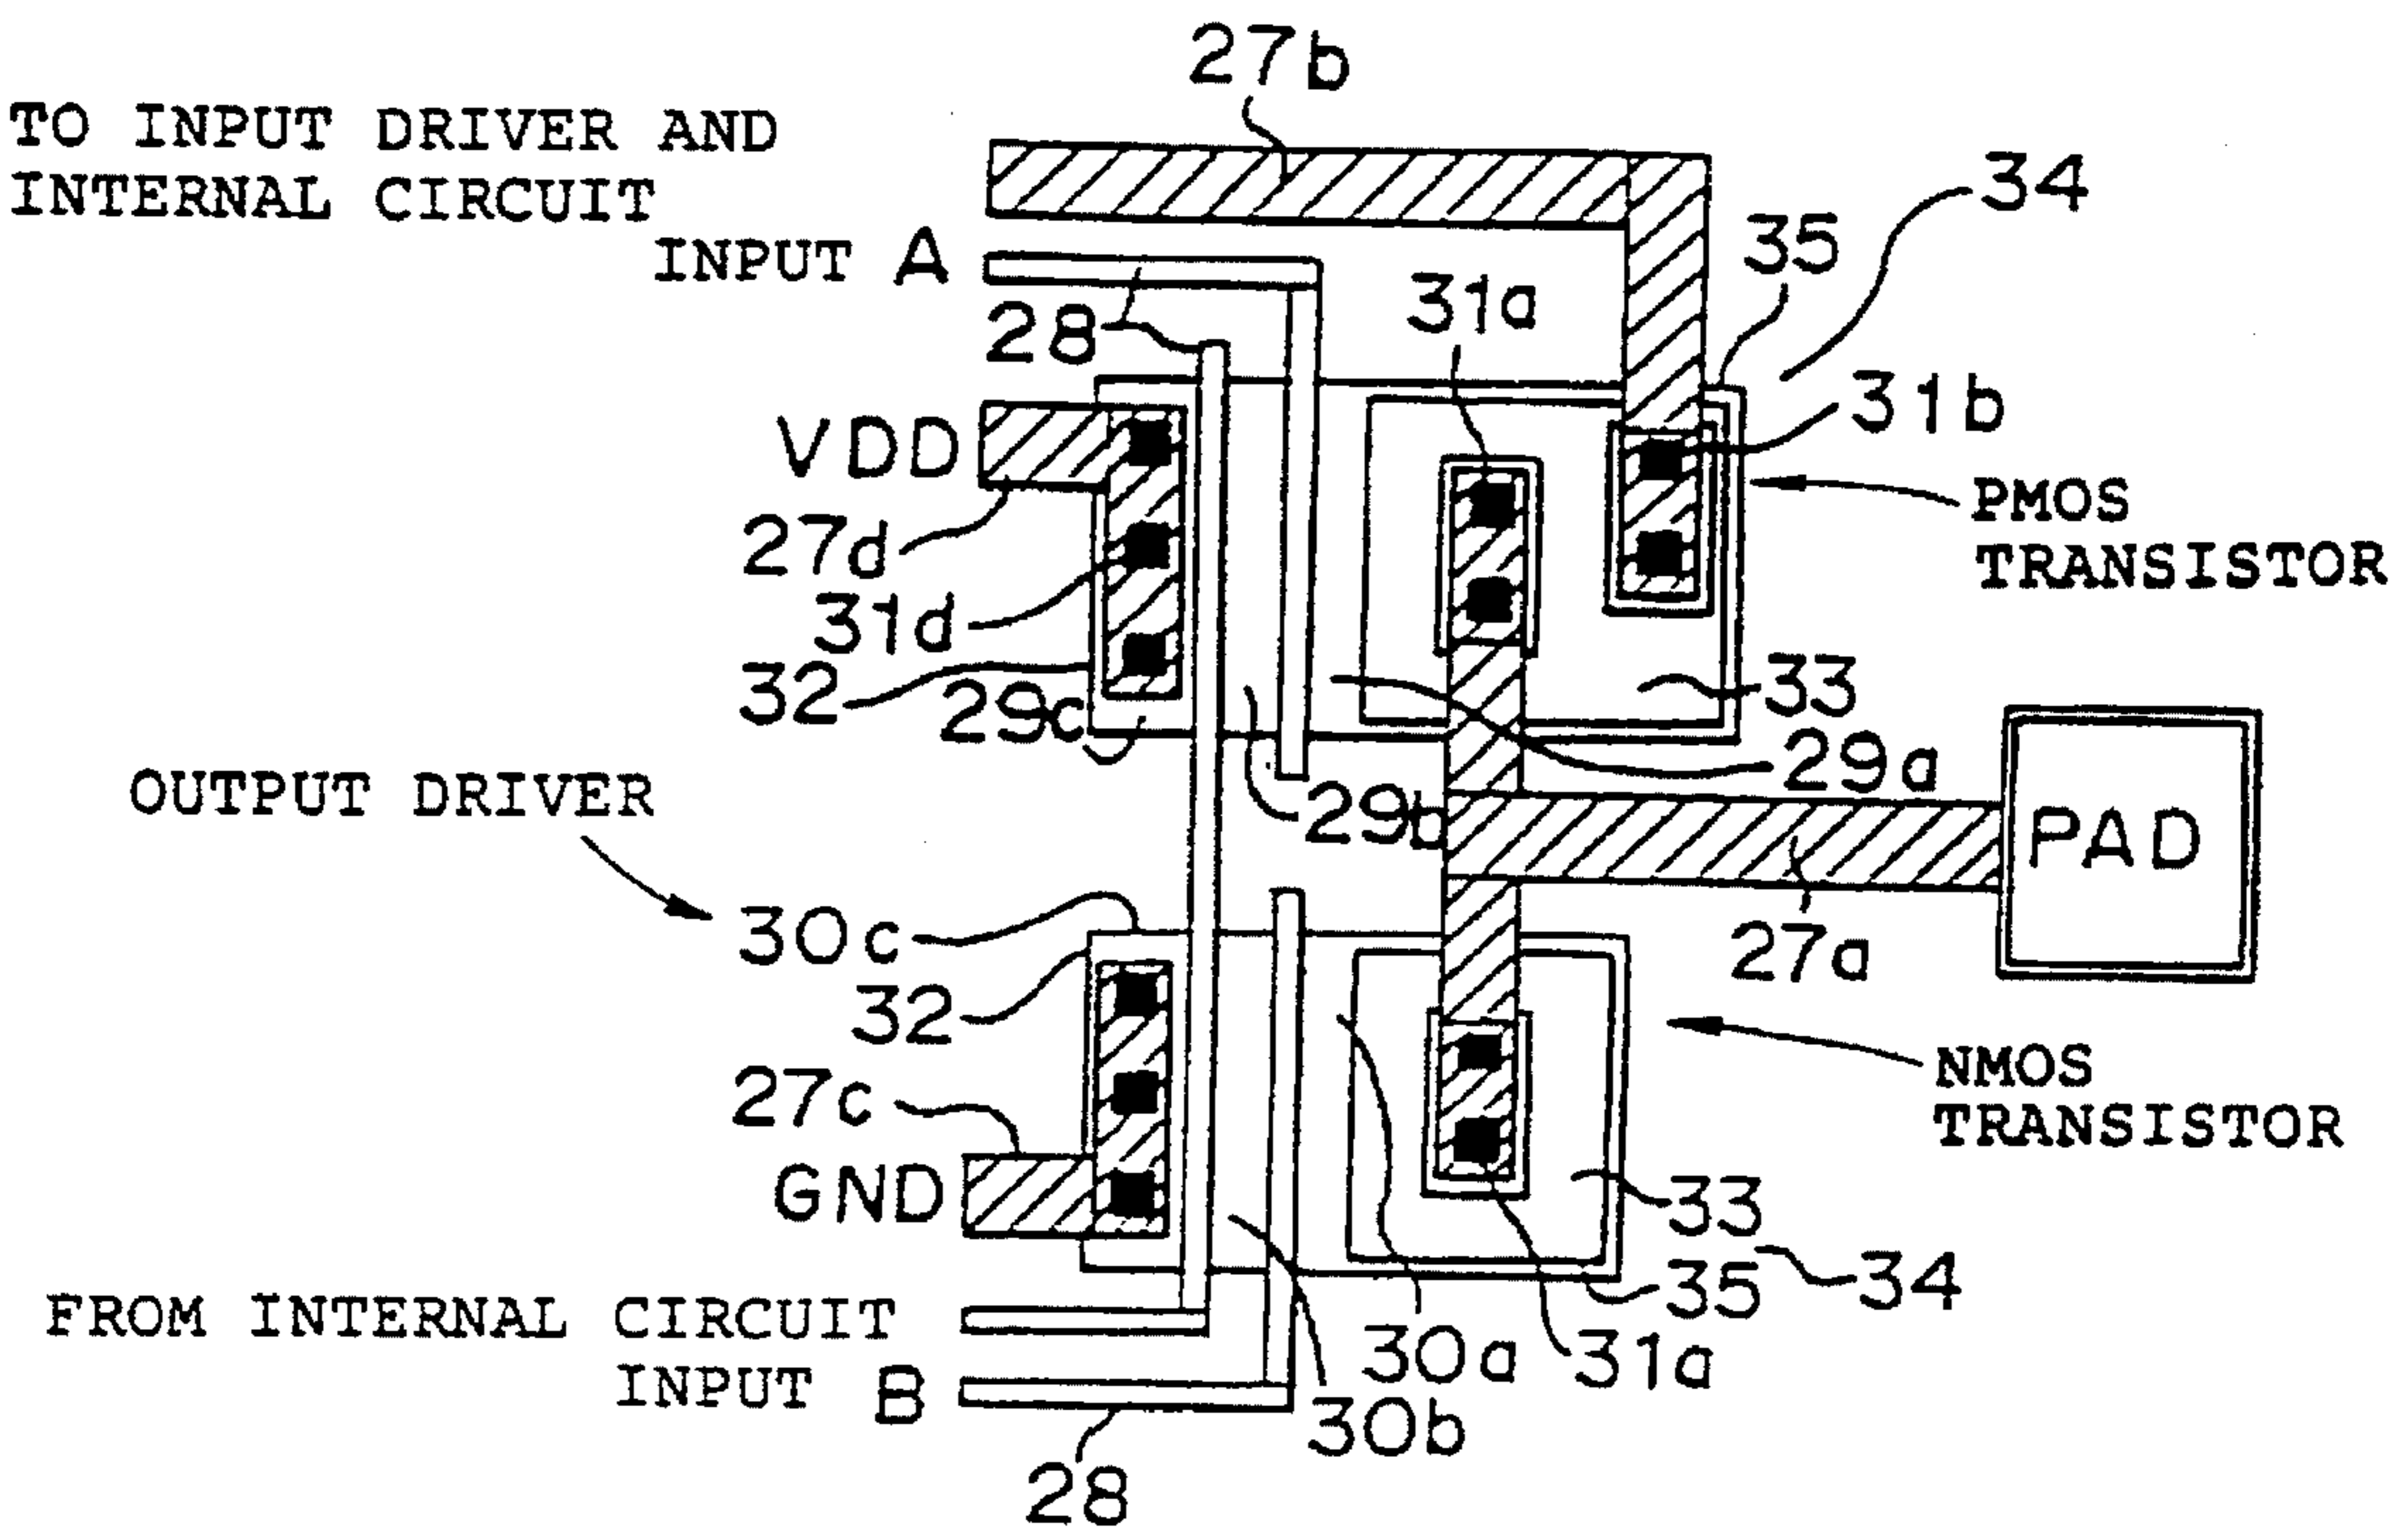 27b
TO INPUT DRIVER AND
INTERNAL CIRCUIT
34
35
INPUT A
31a
28
31b
VDD
PMOS
TRANSISTOR
27d
31d
32
29c
33
29a
29b
OUTPUT DRIVER
PAD
30c
27a
32
NMOS
TRANSISTOR
27c
GND
33
34
35
FROM INTERNAL CIRCUIT
30a
31a
INPUT B
30b
28